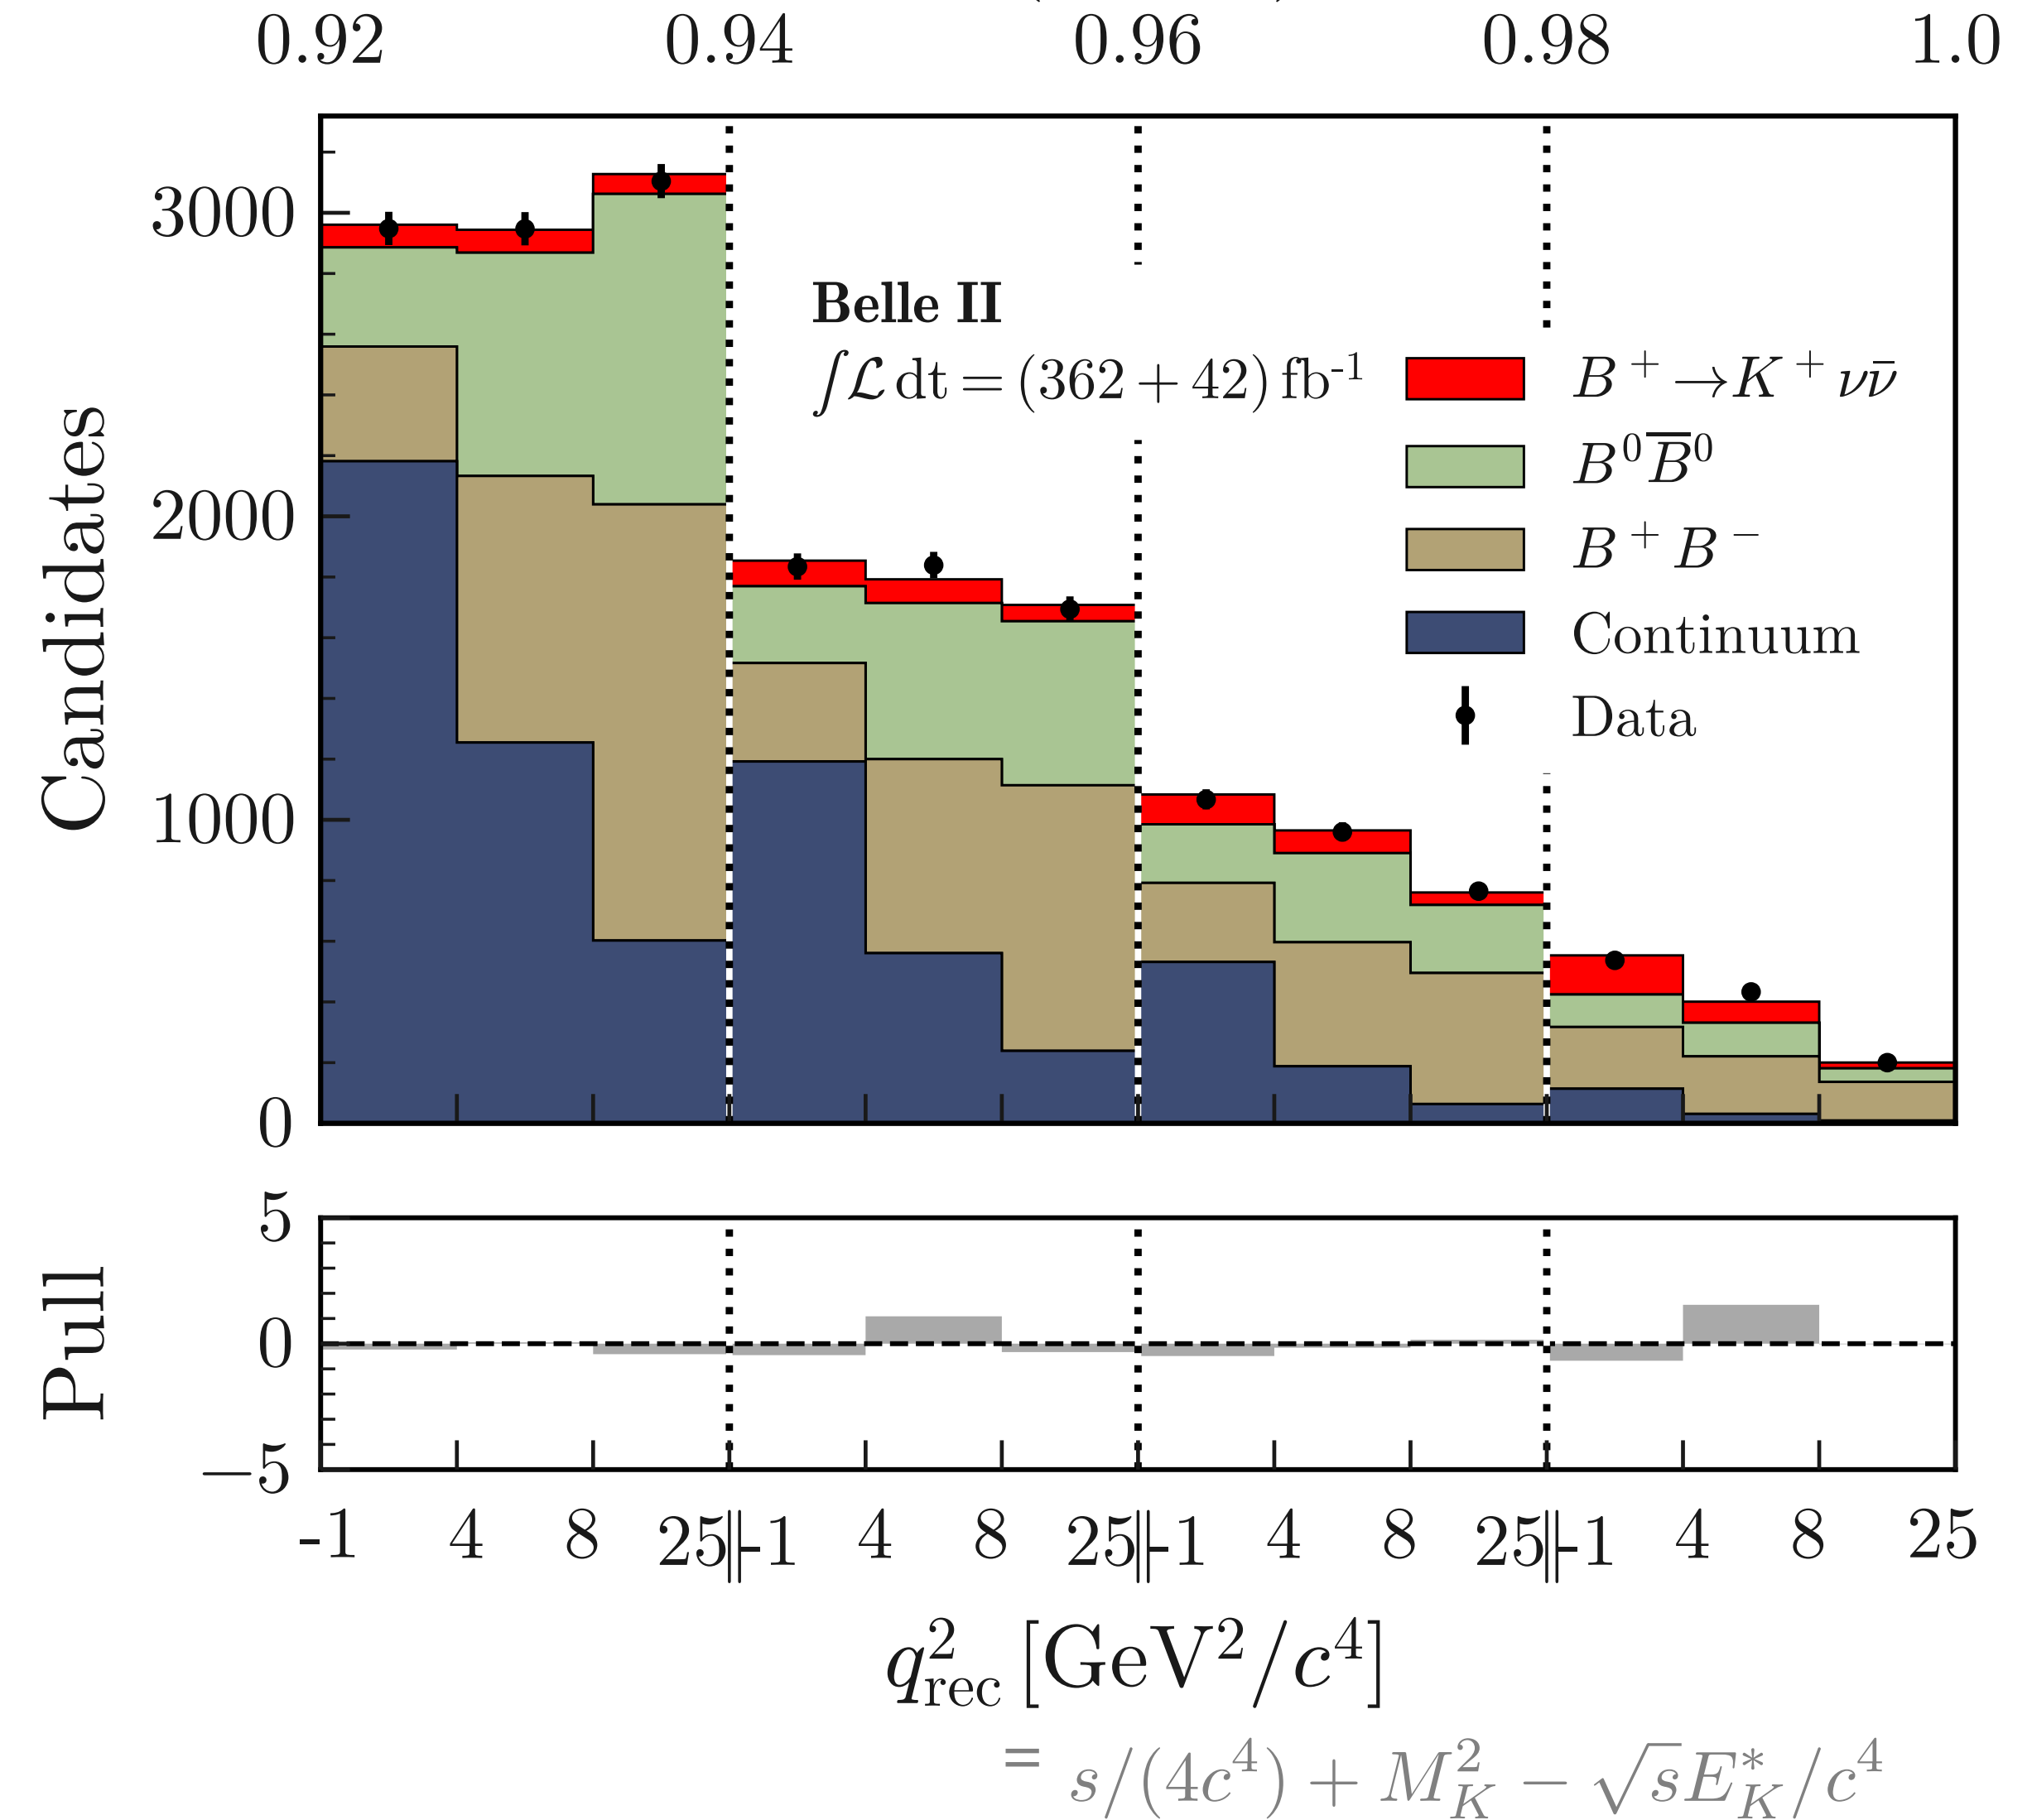 0.92 0.94 0.96 0.98 1.0
3000
2000
1000
0
Candidates
Belle II
∫ℒ dt = (362 + 42) fb⁻¹
B⁺→K⁺νν̄
B⁰B̄⁰
B⁺B⁻
Continuum
Data
5
0
−5
Pull
-1 4 8 25||-1 4 8 25||-1 4 8 25||-1 4 8 25
q²rec [GeV²/c⁴]
= s/(4c⁴) + M²K − √sE*K/c⁴